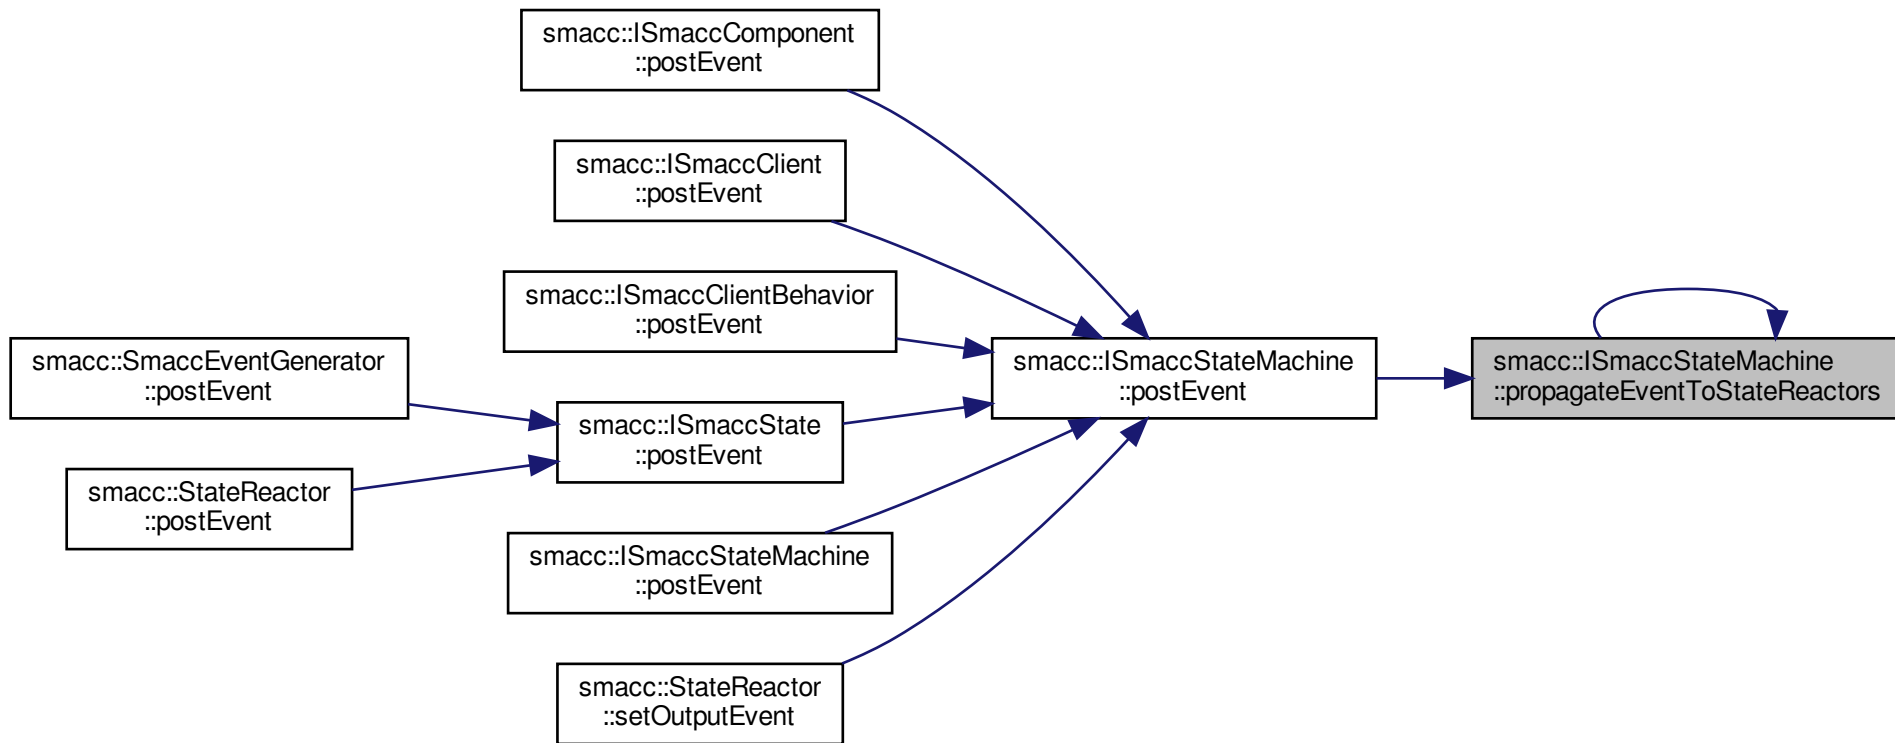 smacc::ISmaccComponent
::postEvent
smacc::ISmaccClient
::postEvent
smacc::ISmaccClientBehavior
::postEvent
smacc::SmaccEventGenerator
::postEvent
smacc::ISmaccStateMachine
::postEvent
smacc::ISmaccStateMachine
::propagateEventToStateReactors
smacc::ISmaccState
::postEvent
smacc::StateReactor
::postEvent
smacc::ISmaccStateMachine
::postEvent
smacc::StateReactor
::setOutputEvent